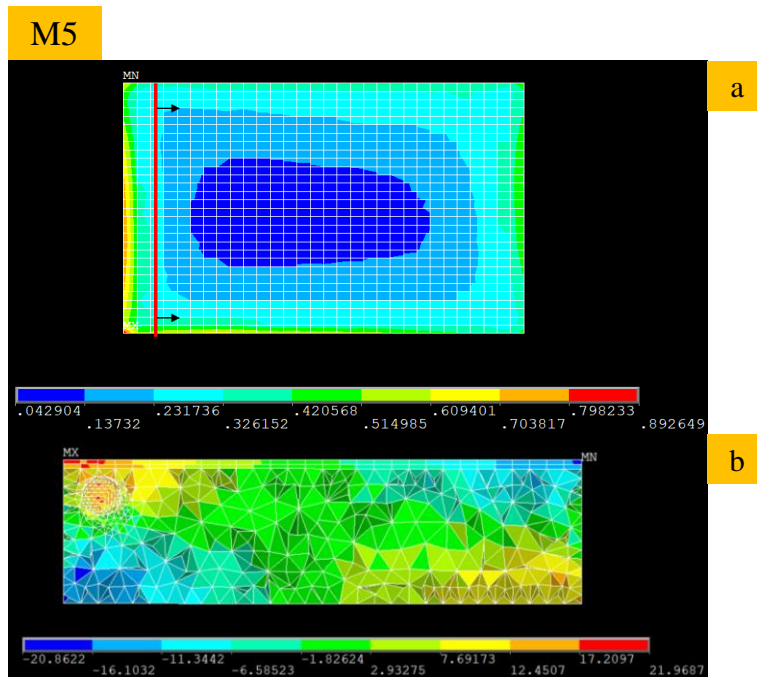 M5
a
MN
MX
.042904 .13732 .231736 .326152 .420568 .514985 .609401 .703817 .798233 .892649
b
MX MN
-20.8622 -16.1032 -11.3442 -6.58523 -1.82624 2.93275 7.69173 12.4507 17.2097 21.9687